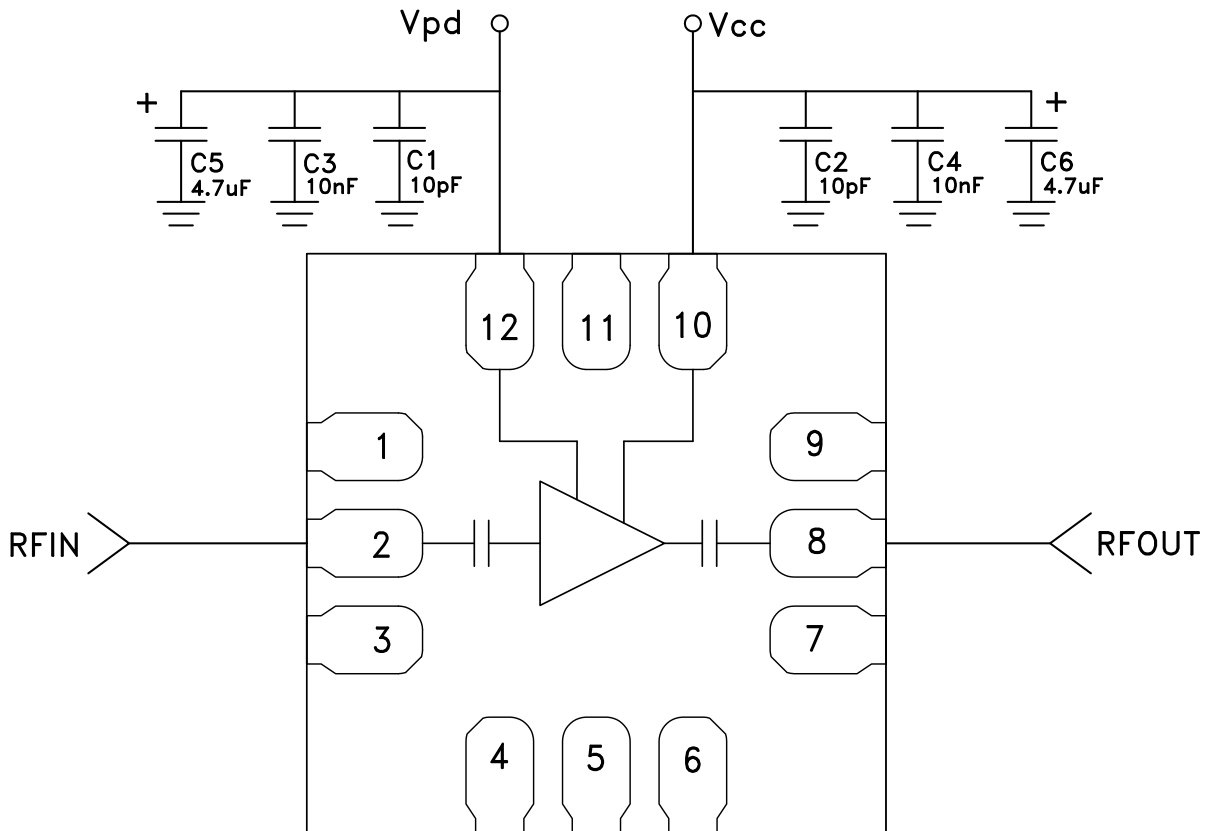 Vpd Vcc
+ +
C5 C3 C1 C2 C4 C6
4.7uF 10nF 10pF 10pF 10nF 4.7uF
12 11 10
1 9
RFIN 2 8 RFOUT
3 7
4 5 6